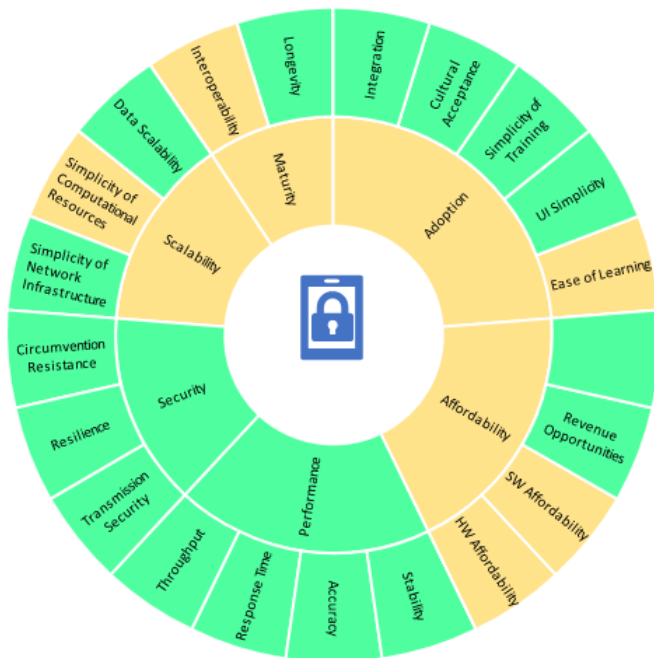 Integration
Cultural
Acceptance
Simplicity of
Training
UI Simplicity
Ease of Learning
Revenue
Opportunities
SW Affordability
HW Affordability
Stability
Accuracy
Response Time
Throughput
Transmission
Security
Resilience
Circumvention
Resistance
Simplicity of
Network
Infrastructure
Simplicity of
Computational
Resources
Data Scalability
Interoperability
Longevity
Adoption
Affordability
Performance
Security
Scalability
Maturity